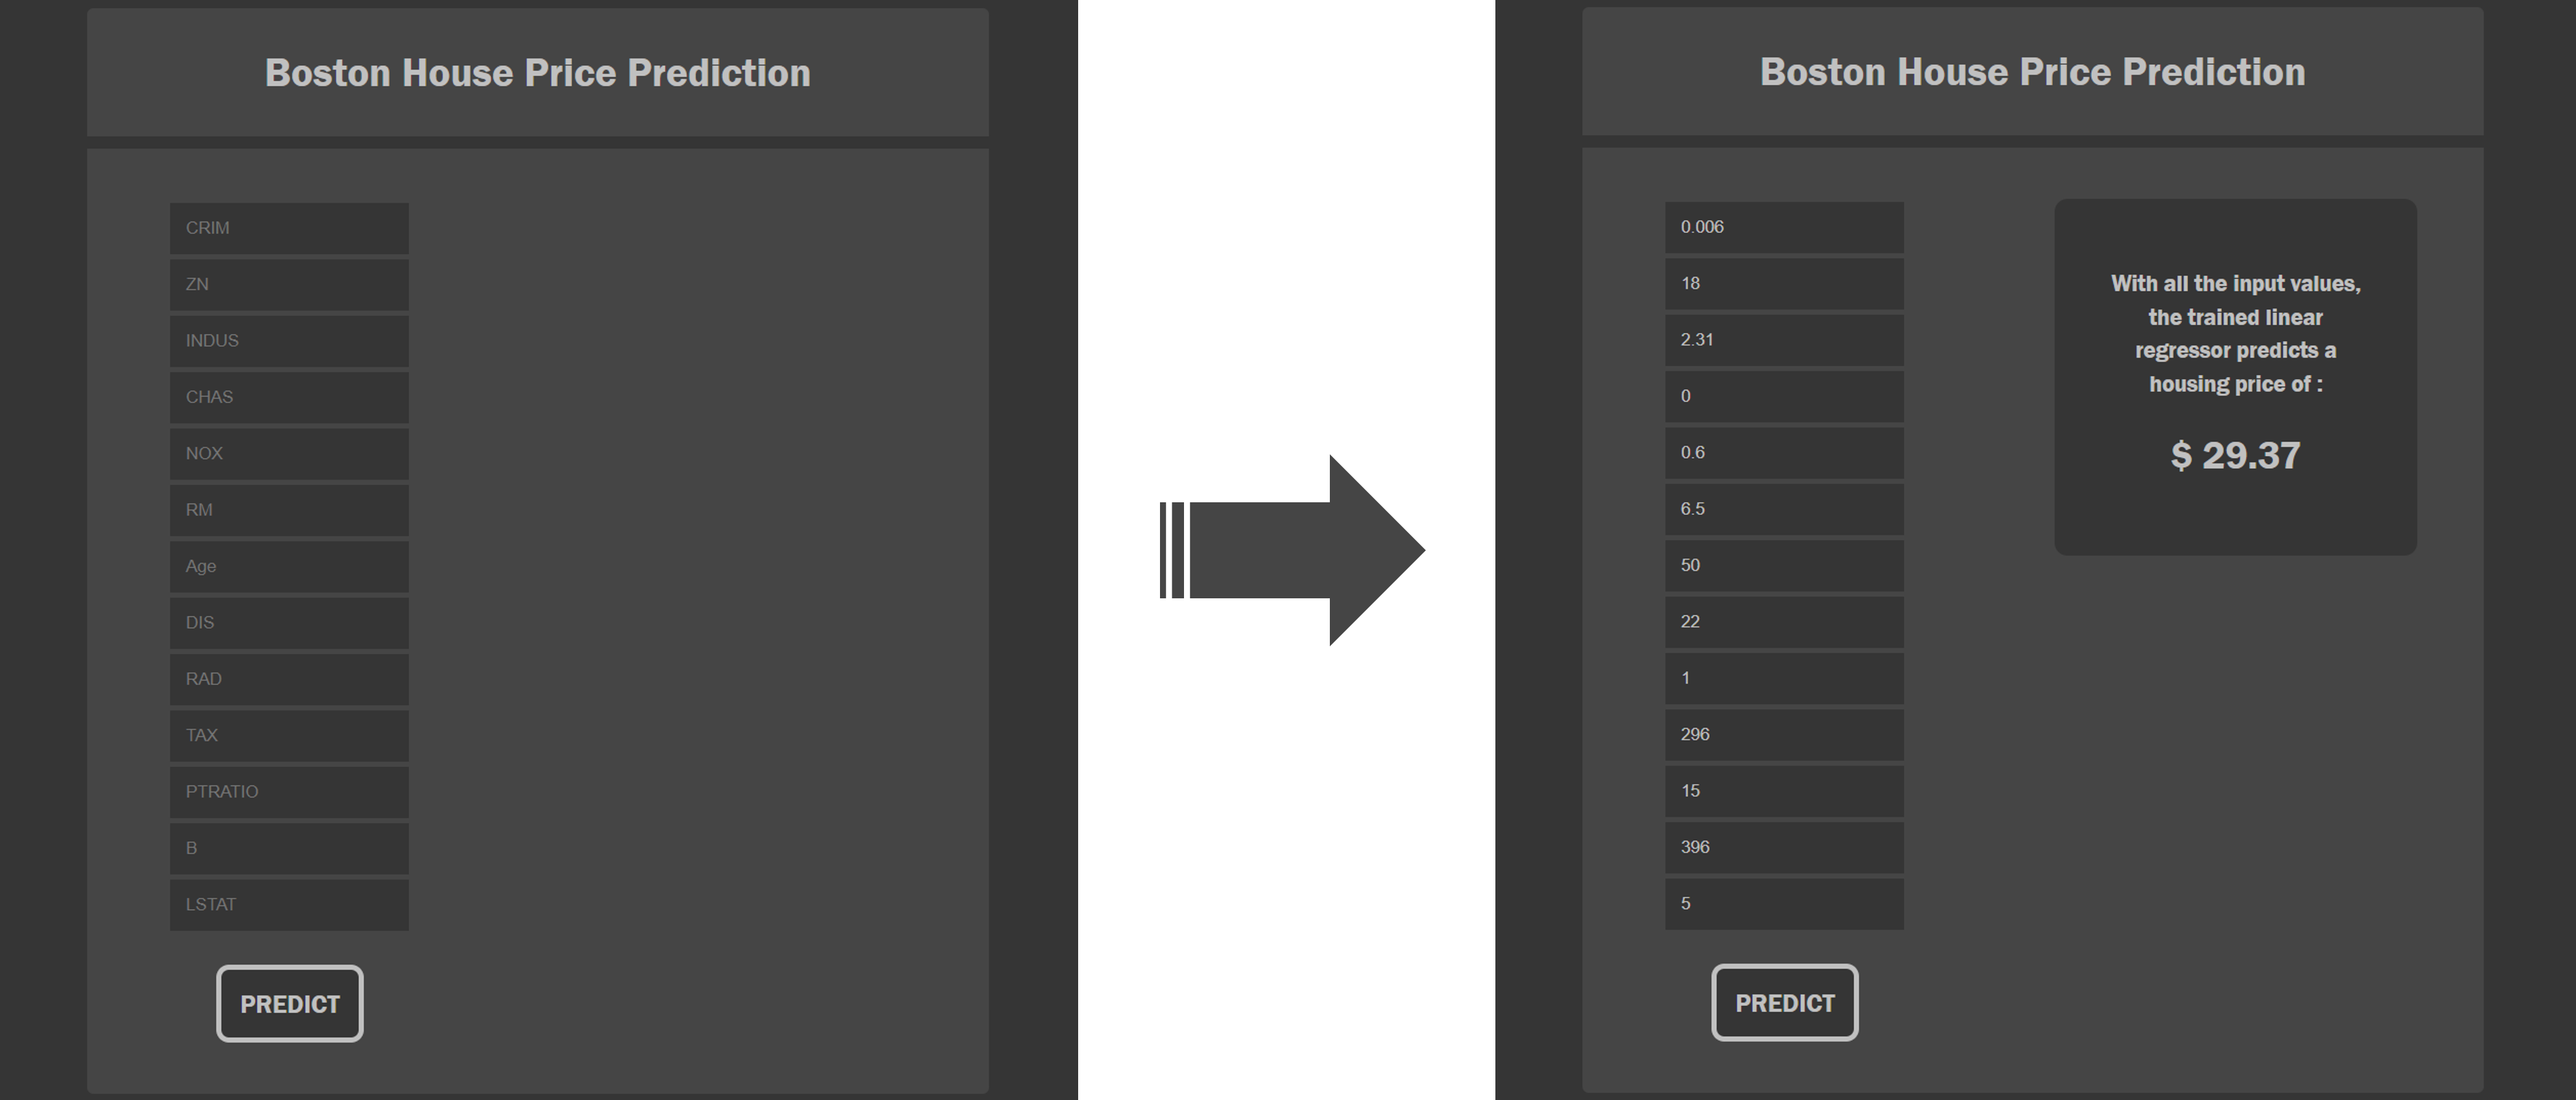 Boston House Price Prediction
CRIM
ZN
INDUS
CHAS
NOX
RM
Age
DIS
RAD
TAX
PTRATIO
B
LSTAT
PREDICT
Boston House Price Prediction
0.006
18
2.31
0
0.6
6.5
50
22
1
296
15
396
5
PREDICT
With all the input values,
the trained linear
regressor predicts a
housing price of :
$ 29.37